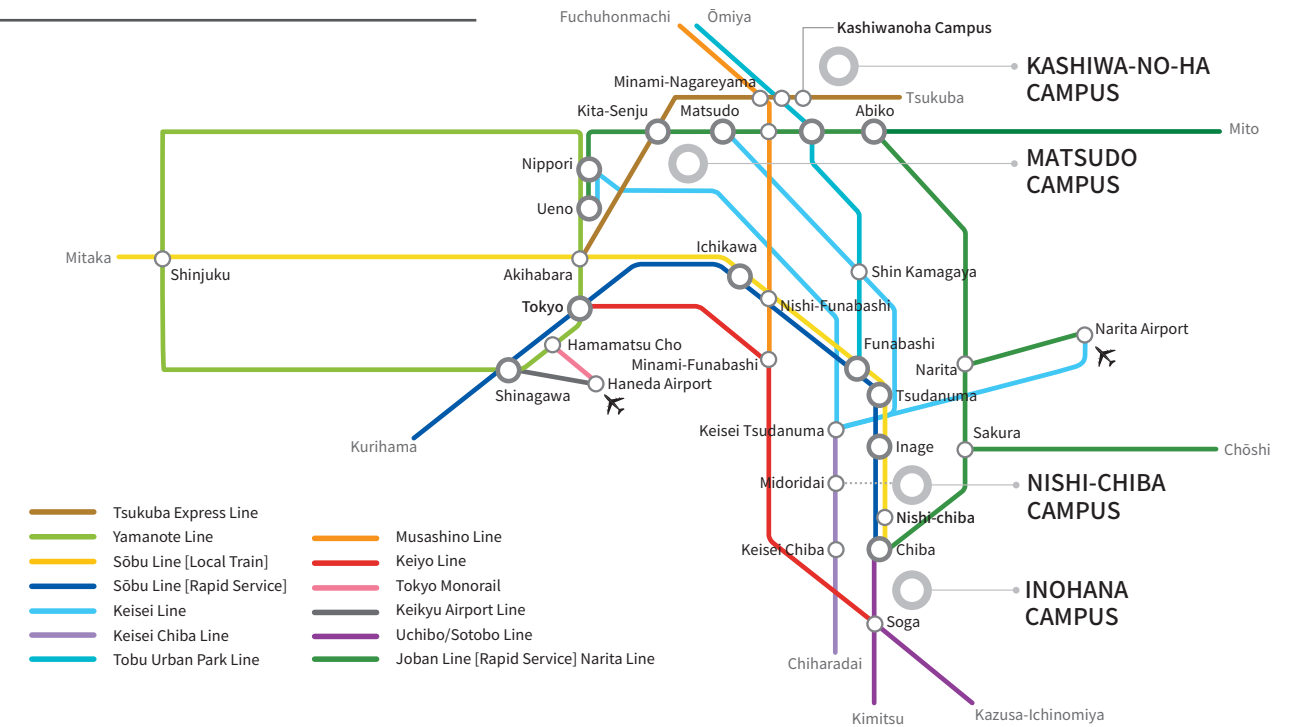 Fuchuhonmachi
Ōmiya
Kashiwanoha Campus
KASHIWA-NO-HA
CAMPUS
Minami-Nagareyama
Tsukuba
Kita-Senju
Matsudo
Abiko
Mito
Nippori
MATSUDO
CAMPUS
Ueno
Ichikawa
Mitaka
Shinjuku
Akihabara
Shin Kamagaya
Tokyo
Nishi-Funabashi
Narita Airport
Hamamatsu Cho
Funabashi
Minami-Funabashi
Narita
Haneda Airport
Shinagawa
Tsudanuma
Keisei Tsudanuma
Sakura
Kurihama
Inage
Chōshi
Midoridai
NISHI-CHIBA
CAMPUS
Nishi-chiba
Keisei Chiba
Chiba
INOHANA
CAMPUS
Soga
Chiharadai
Kimitsu
Kazusa-Ichinomiya
Tsukuba Express Line
Yamanote Line
Sōbu Line [Local Train]
Sōbu Line [Rapid Service]
Keisei Line
Keisei Chiba Line
Tobu Urban Park Line
Musashino Line
Keiyo Line
Tokyo Monorail
Keikyu Airport Line
Uchibo/Sotobo Line
Joban Line [Rapid Service] Narita Line